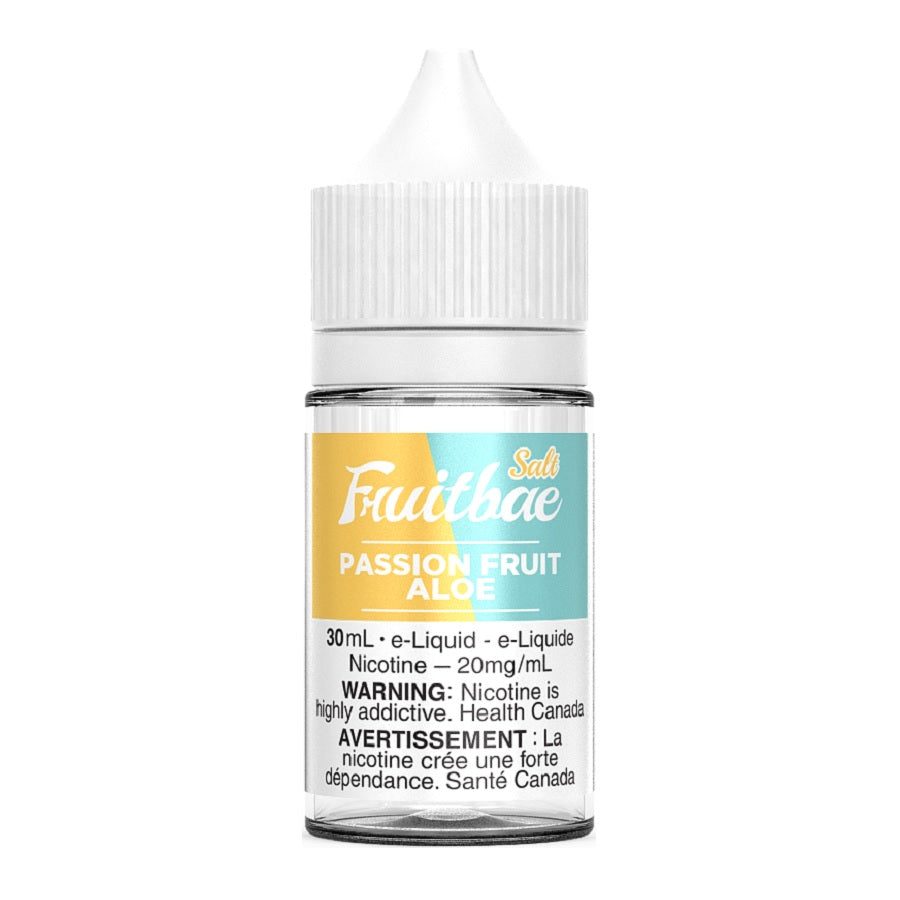 Salt
Fruitbae
PASSION FRUIT
ALOE
30mL • e-Liquid - e-Liquide
Nicotine — 20mg/mL
WARNING: Nicotine is
highly addictive. Health Canada
AVERTISSEMENT : La
nicotine crée une forte
dépendance. Santé Canada